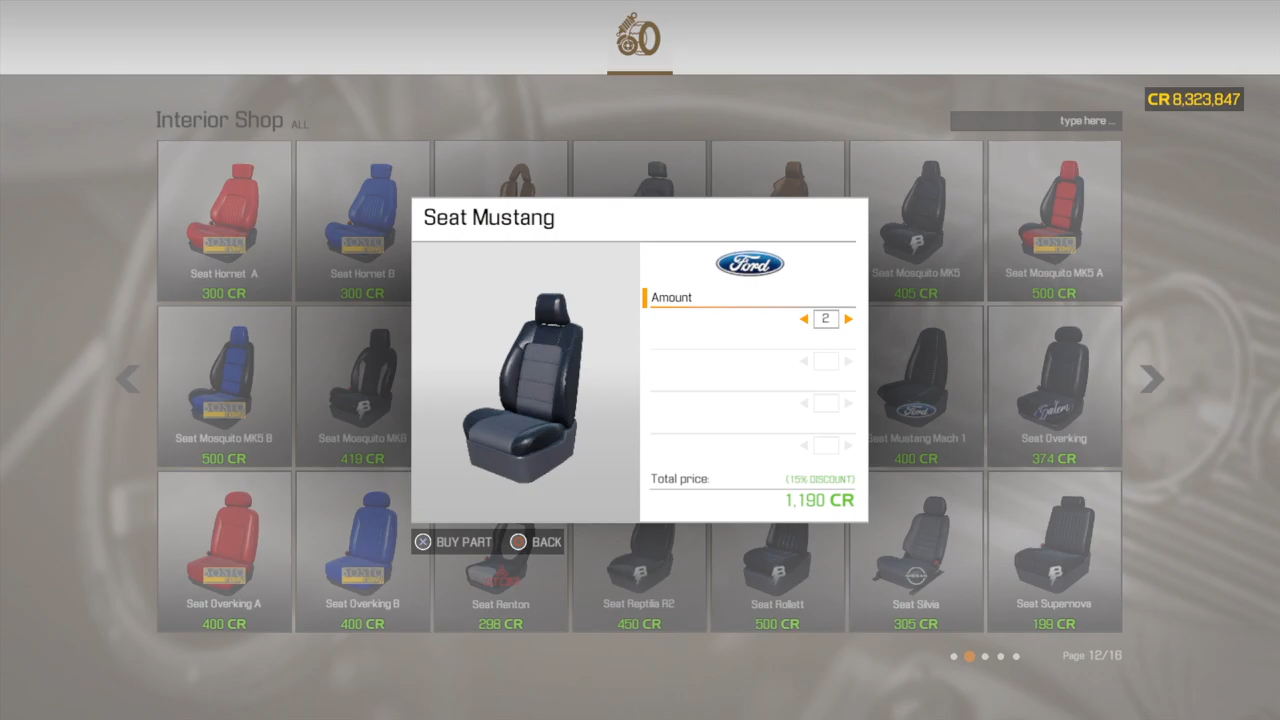 CR 8,323,847
Interior Shop ALL
type here ...
Seat Hornet A
300 CR
Seat Hornet B
300 CR
Seat Mosquito MK5
405 CR
SOSTO
Seat Mosquito MK5 A
500 CR
Seat Mustang
Ford
Amount
2
Total price:
(15% DISCOUNT)
1,190 CR
BUY PART
BACK
Seat Mosquito MK5 B
500 CR
Seat Mosquito MK6
419 CR
Ford
Seat Mustang Mach 1
400 CR
Salem
Seat Overking
374 CR
Seat Overking A
400 CR
Seat Overking B
400 CR
Seat Renton
298 CR
Seat Reptilia R2
450 CR
Seat Rollett
500 CR
NISSAN
Seat Silvia
305 CR
Seat Supernova
199 CR
Page 12/16